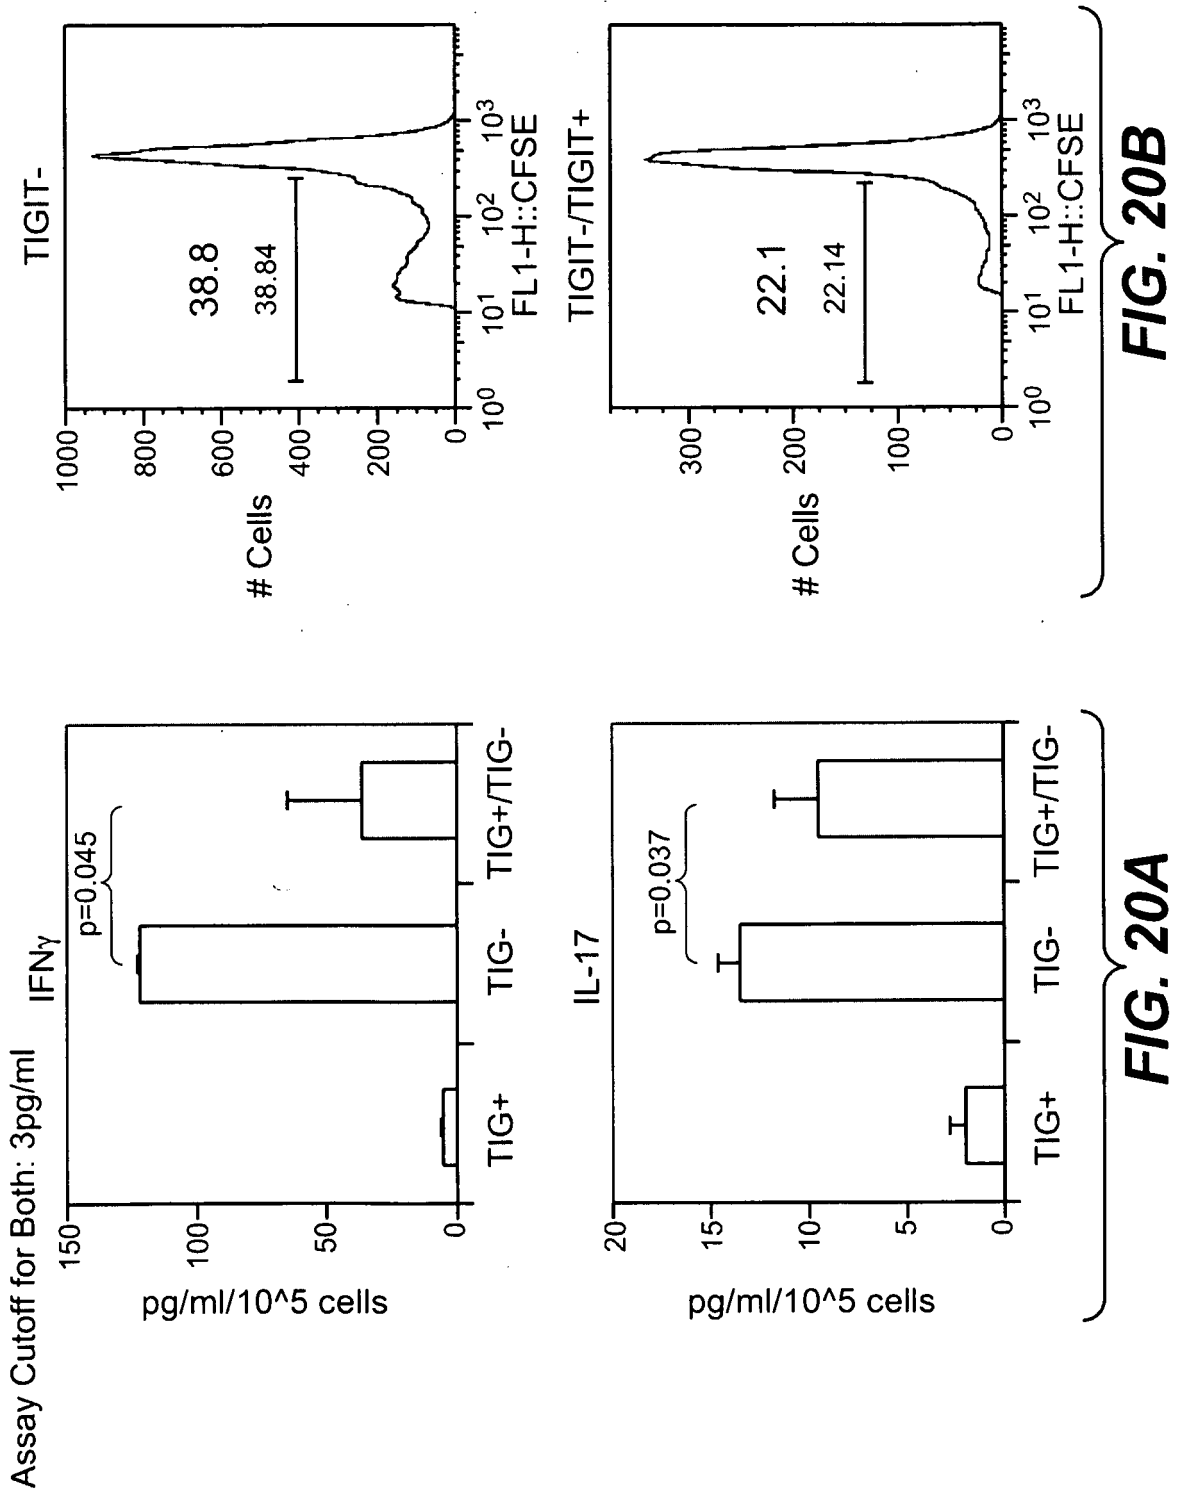 Assay Cutoff for Both: 3pg/ml
IFNγ
p=0.045
150
100
50
0
pg/ml/10^5 cells
TIG+
TIG-
TIG+/TIG-
IL-17
p=0.037
20
15
10
5
0
pg/ml/10^5 cells
TIG+
TIG-
TIG+/TIG-
FIG. 20A
TIGIT-
38.8
38.84
1000
800
600
400
200
0
# Cells
10^0
10^1
10^2
10^3
FL1-H::CFSE
TIGIT-/TIGIT+
22.1
22.14
300
200
100
0
# Cells
10^0
10^1
10^2
10^3
FL1-H::CFSE
FIG. 20B